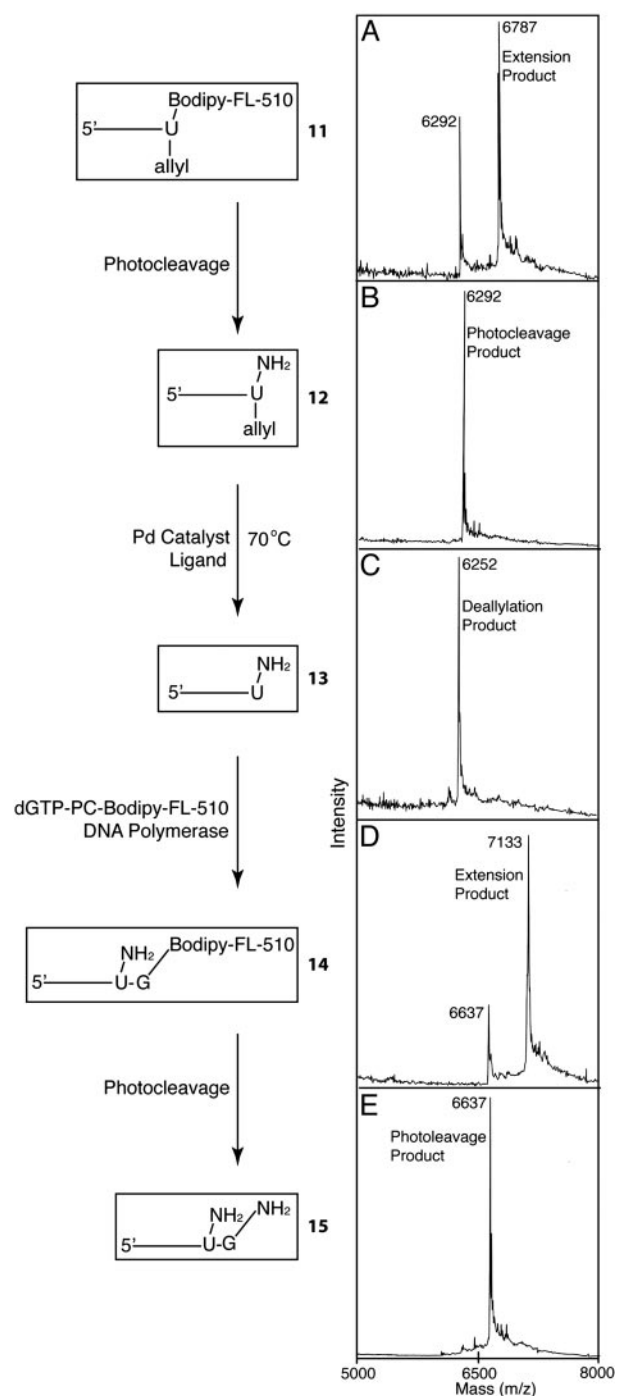 Bodipy-FL-510
5'
U
allyl
11
Photocleavage
NH₂
5'
U
allyl
12
Pd Catalyst
Ligand
70°C
NH₂
5'
U
13
dGTP-PC-Bodipy-FL-510
DNA Polymerase
Bodipy-FL-510
NH₂
5'
U-G
14
Photocleavage
NH₂
NH₂
5'
U-G
15
Intensity
A
6787
Extension
Product
6292
B
6292
Photocleavage
Product
C
6252
Deallylation
Product
D
7133
Extension
Product
6637
E
6637
Photoleavage
Product
5000
6500
8000
Mass (m/z)